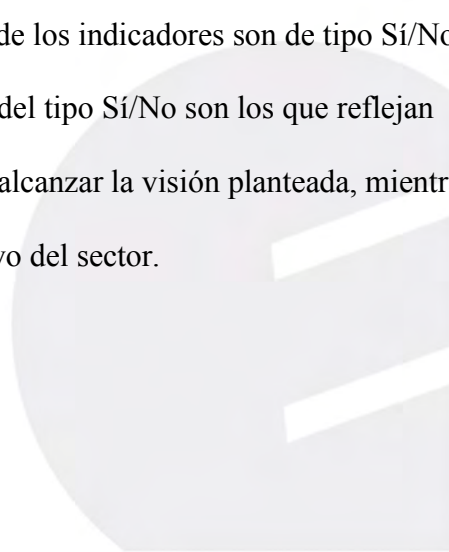 de los indicadores son de tipo Sí/No
del tipo Sí/No son los que reflejan
alcanzar la visión planteada, mientr
vo del sector.